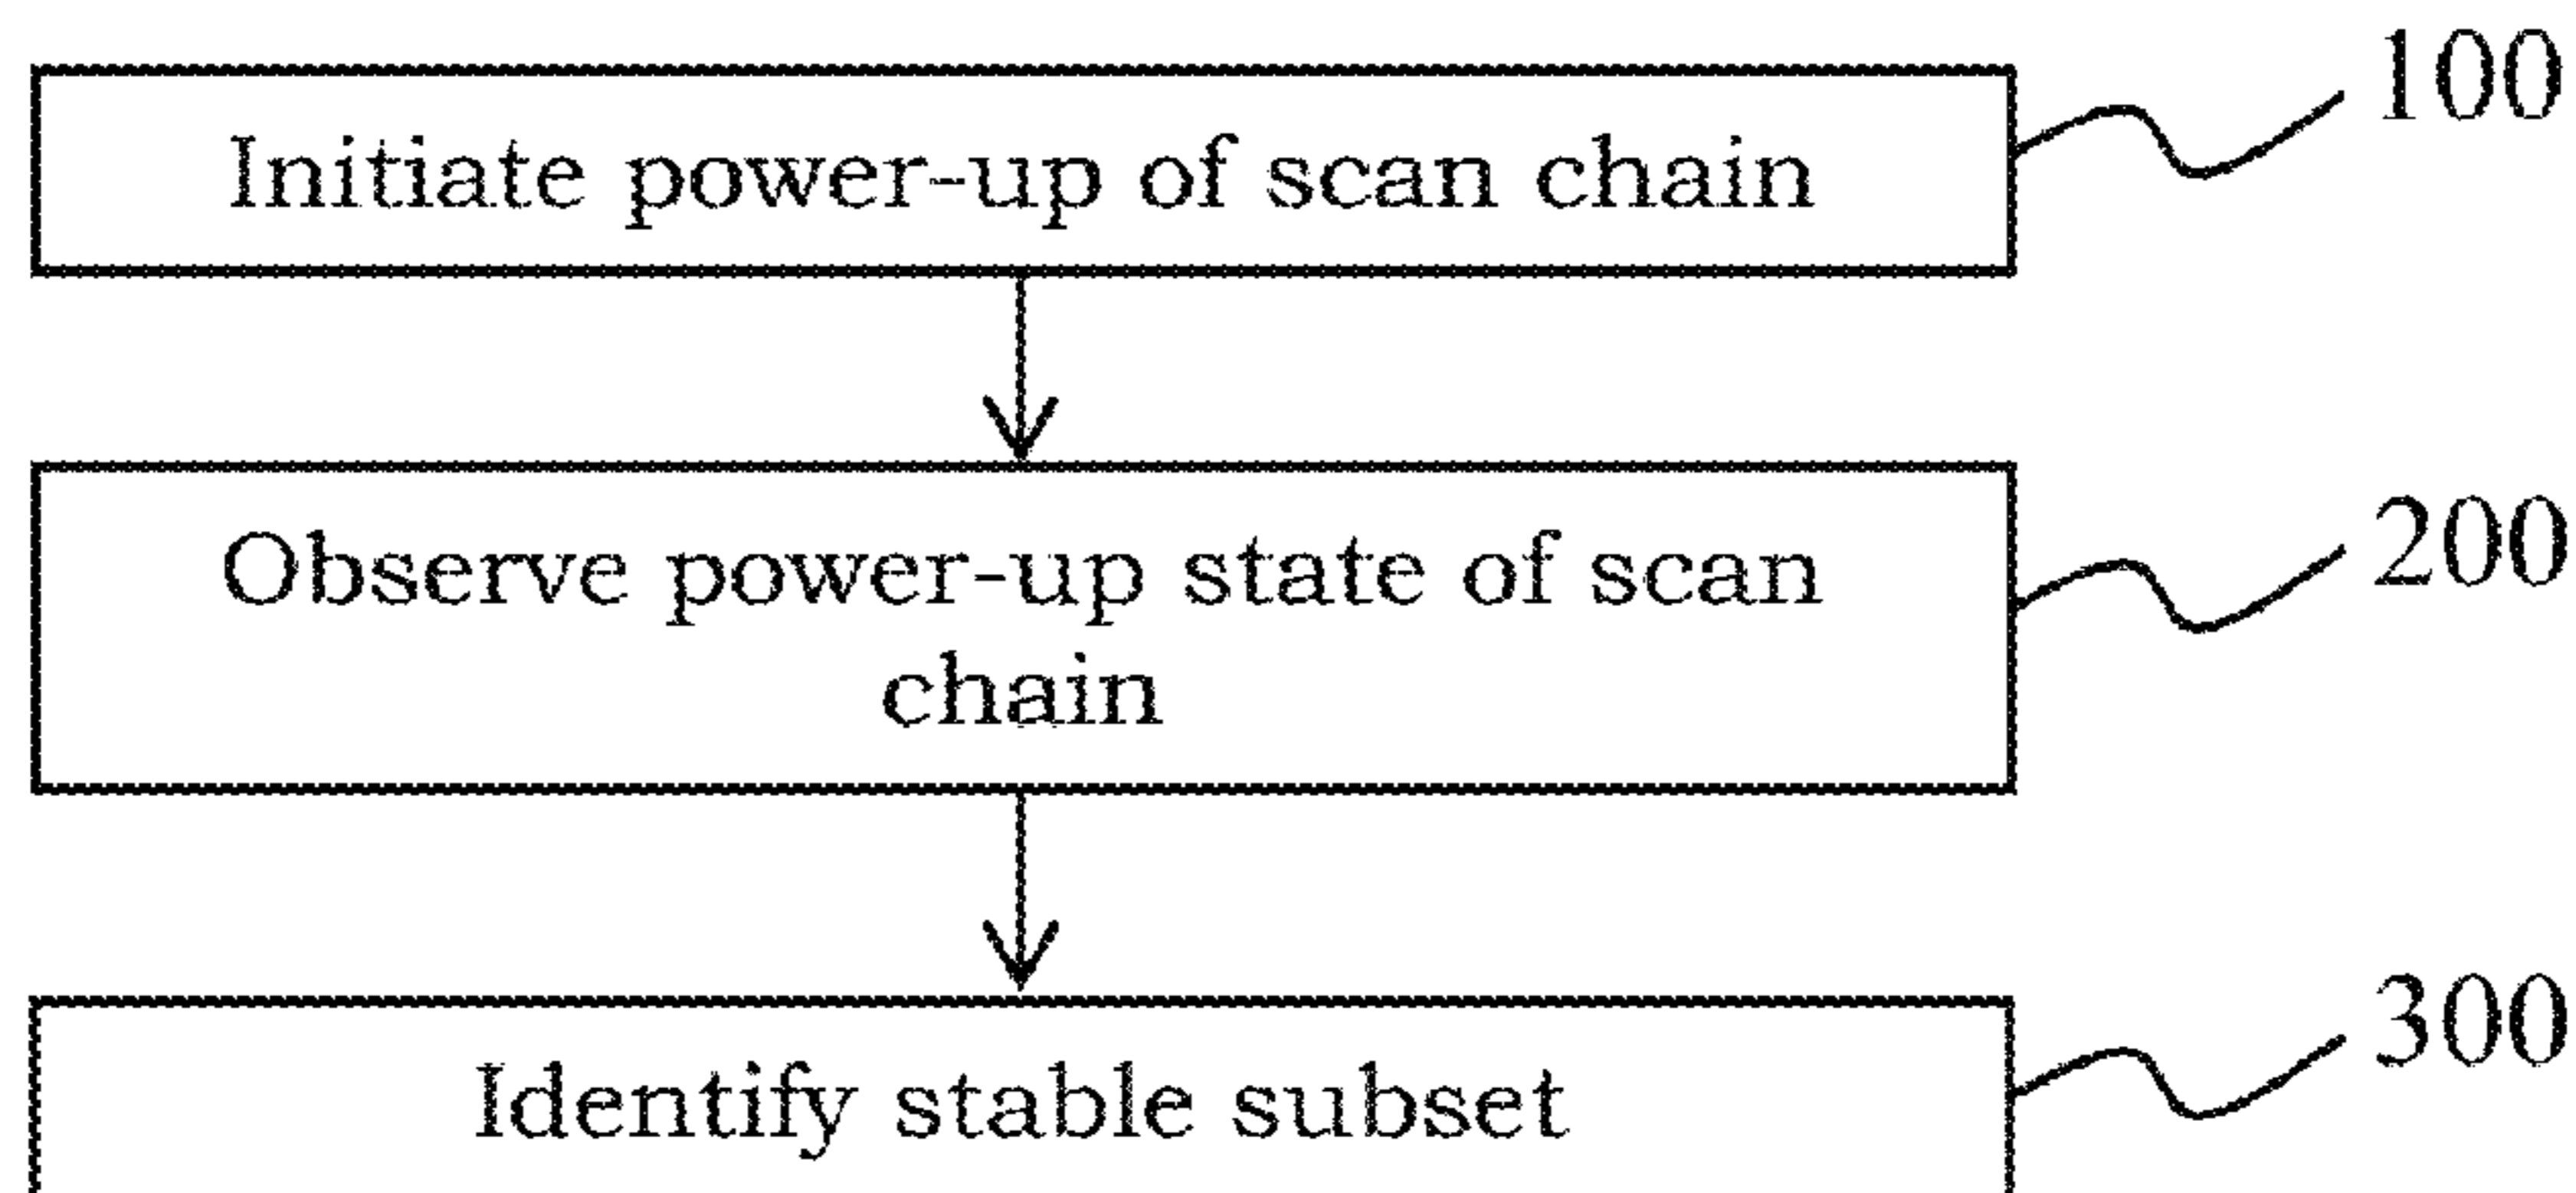 100
Initiate power-up of scan chain
200
Observe power-up state of scan
chain
300
Identify stable subset